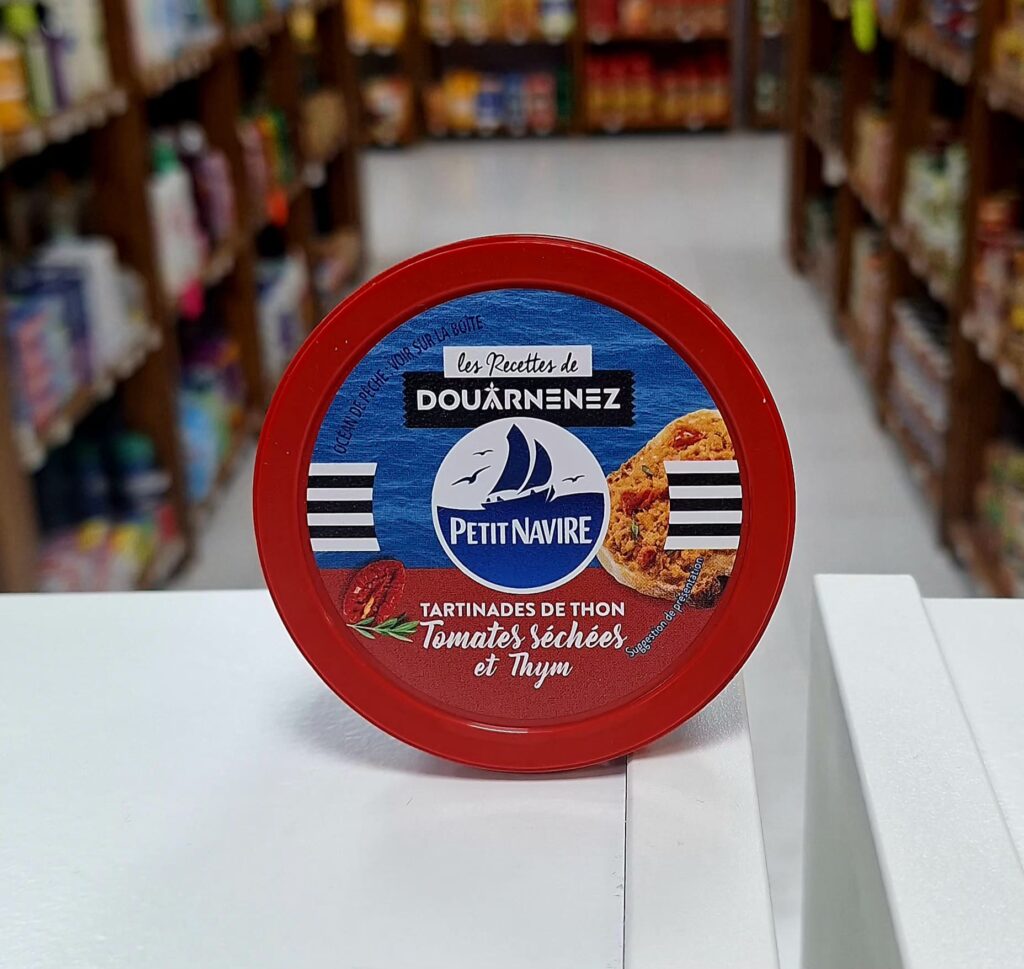 OCÉAN DE PÊCHE : VOIR SUR LA BOÎTE
les Recettes de
DOUARNENEZ
PETIT NAVIRE
TARTINADES DE THON
Tomates séchées
et Thym
Suggestion de présentation